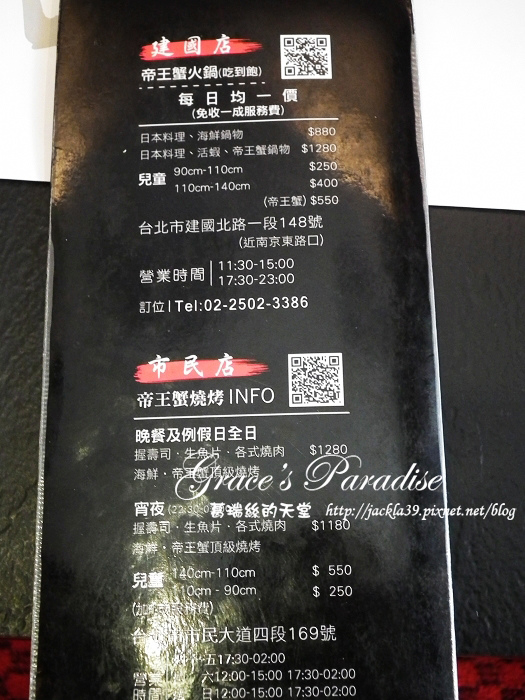 建國店
帝王蟹火鍋(吃到飽)
每日均一價
(免收一成服務費)
日本料理、海鮮鍋物 $880
日本料理、活蝦、帝王蟹鍋物 $1280
兒童 90cm-110cm $250
110cm-140cm $400
(帝王蟹) $550
台北市建國北路一段148號
(近南京東路口)
營業時間 11:30-15:00
17:30-23:00
訂位 | Tel:02-2502-3386
市民店
帝王蟹燒烤 INFO
晚餐及例假日全日
握壽司．生魚片．各式燒肉 $1280
海鮮．帝王蟹頂級燒烤
Grace's Paradise
宵夜
葛瑞絲的天堂 http://jackla39.pixnet.net/blog
握壽司．生魚片．各式燒肉 $1180
海鮮．帝王蟹頂級燒烤
兒童 140cm-110cm $ 550
10cm - 90cm $ 250
市民大道四段169號
五17:30-02:00
營業 六12:00-15:00 17:30-02:00
時間 日12:00-15:00 17:30-02:00